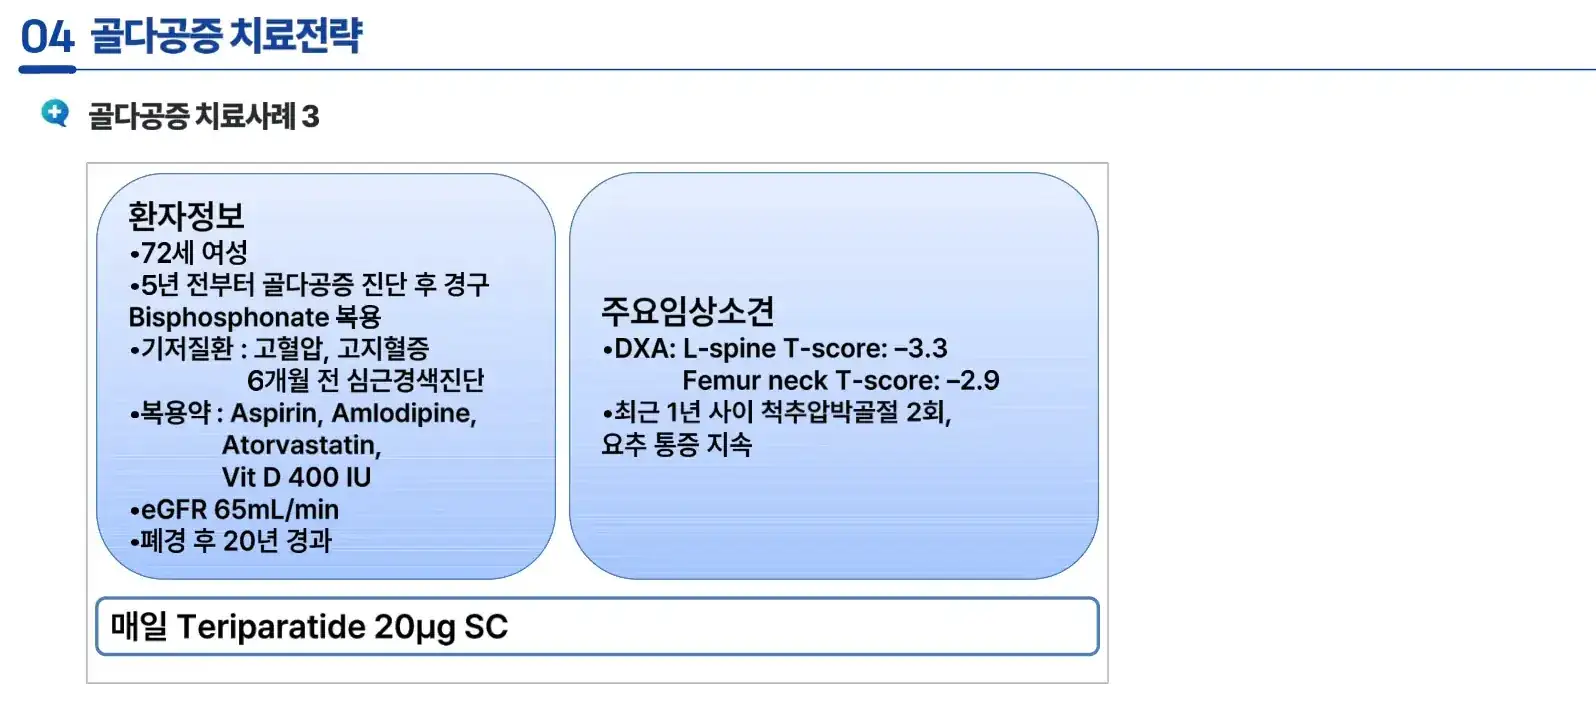 04 골다공증 치료전략
골다공증 치료사례 3
환자정보
•72세 여성
•5년 전부터 골다공증 진단 후 경구
Bisphosphonate 복용
•기저질환 : 고혈압, 고지혈증
6개월 전 심근경색진단
•복용약 : Aspirin, Amlodipine,
Atorvastatin,
Vit D 400 IU
•eGFR 65mL/min
•폐경 후 20년 경과
주요임상소견
•DXA: L-spine T-score: –3.3
Femur neck T-score: –2.9
•최근 1년 사이 척추압박골절 2회,
요추 통증 지속
매일 Teriparatide 20μg SC